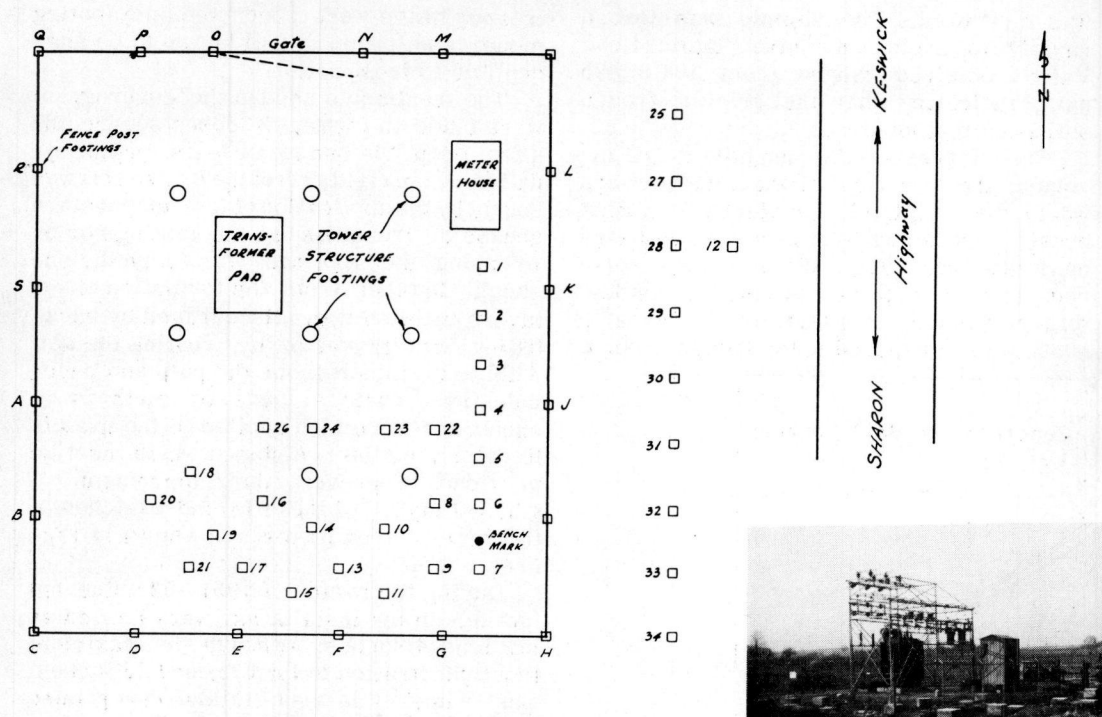 Q P O Gate N M
N
KESWICK
25
FENCE POST
FOOTINGS
R
METER
HOUSE
L
27
Highway
TRANS-
FORMER
PAD
TOWER
STRUCTURE
FOOTINGS
28 12
1
S
K
2
29
3
30
A
4
J
SHARON
26 24 23 22
31
5
18
20 16 8 6
32
B
14 10
19
BENCH
MARK
21 17 13 9 7
33
15 11
34
C D E F G H